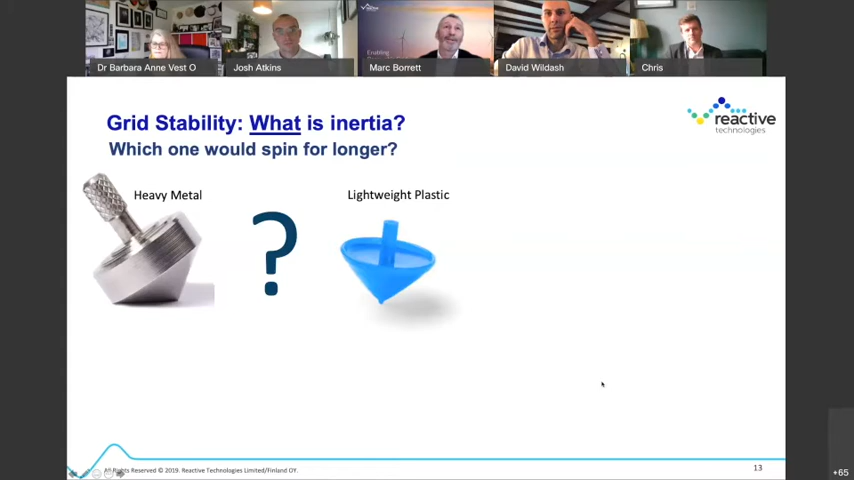 reactive
Enabling
Dr Barbara Anne Vest O
Josh Atkins
Marc Borrett
David Wildash
Chris
Grid Stability: What is inertia?
Which one would spin for longer?
reactive
technologies
Heavy Metal
Lightweight Plastic
?
All Rights Reserved © 2019. Reactive Technologies Limited/Finland OY.
13
+65